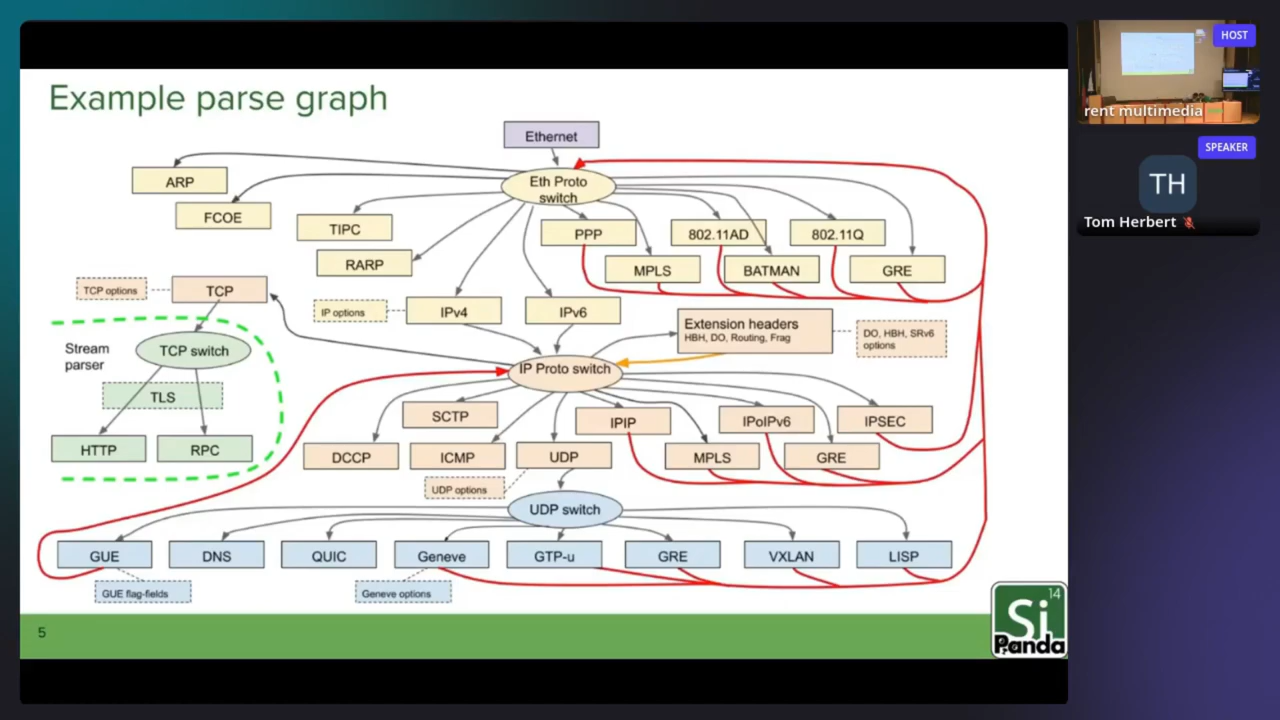 Example parse graph
Ethernet
Eth Proto
switch
ARP
FCOE
TIPC
RARP
PPP
802.11AD
802.11Q
MPLS
BATMAN
GRE
TCP options
TCP
IP options
IPv4
IPv6
Extension headers
HBH, DO, Routing, Frag
DO, HBH, SRv6
options
Stream
parser
TCP switch
TLS
HTTP
RPC
IP Proto switch
SCTP
IPIP
IPoIPv6
IPSEC
DCCP
ICMP
UDP
MPLS
GRE
UDP options
UDP switch
GUE
DNS
QUIC
Geneve
GTP-u
GRE
VXLAN
LISP
GUE flag-fields
Geneve options
5
14
Si
Panda
HOST
rent multimedia
SPEAKER
TH
Tom Herbert